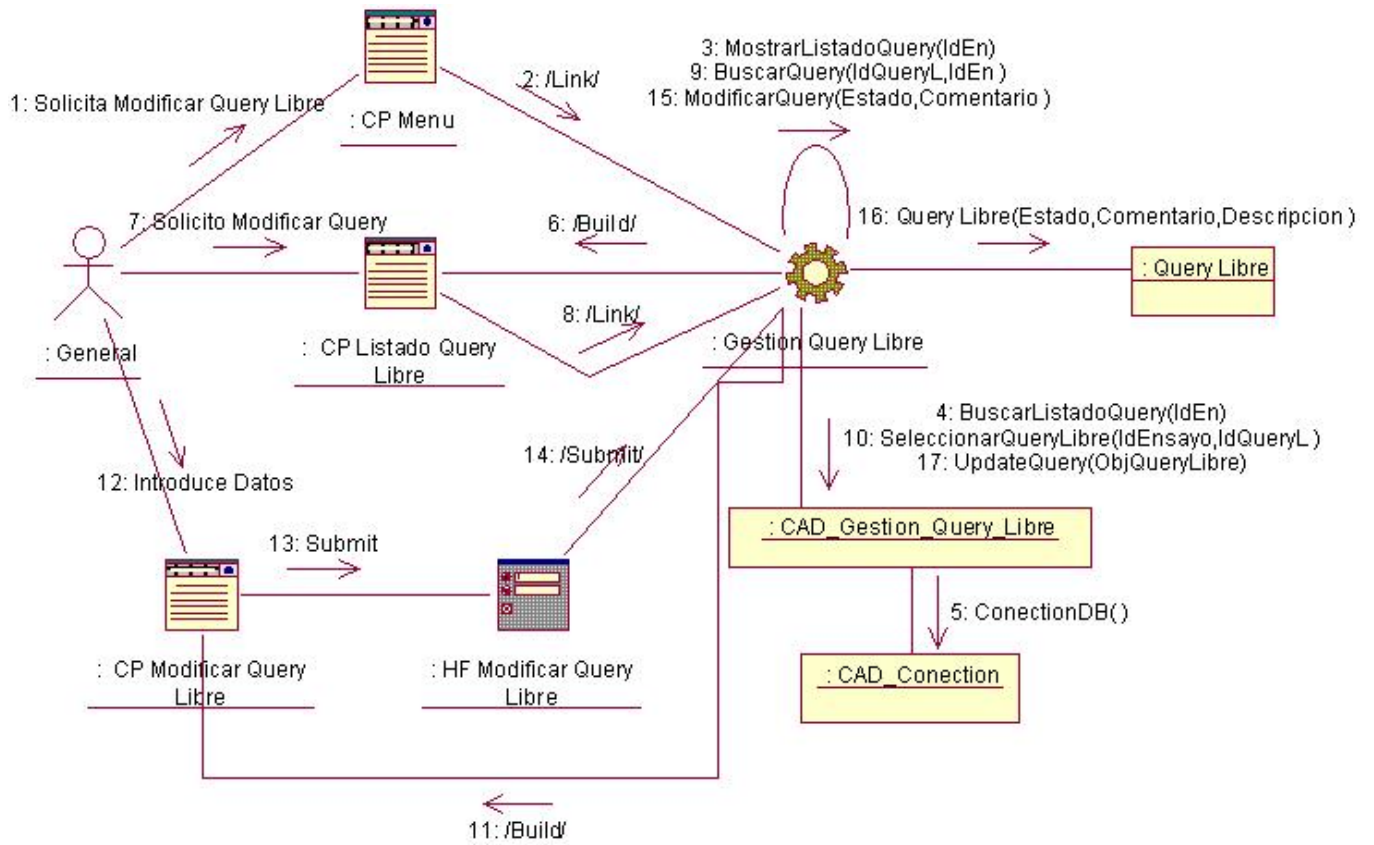 3: MostrarListadoQuery(IdEn)
9: BuscarQuery(IdQueryL,IdEn )
15: ModificarQuery(Estado,Comentario )
2: /Link/
1: Solicita Modificar Query Libre
: CP Menu
7: Solicito Modificar Query
6: /Build/
16: Query Libre(Estado,Comentario,Descripcion )
: Query Libre
8: /Link/
: General
: CP Listado Query
Libre
: Gestion Query Libre
4: BuscarListadoQuery(IdEn)
10: SeleccionarQueryLibre(IdEnsayo,IdQueryL )
17: UpdateQuery(ObjQueryLibre)
14: /Submit/
12: Introduce Datos
: CAD_Gestion_Query_Libre
13: Submit
5: ConectionDB( )
: CP Modificar Query
Libre
: HF Modificar Query
Libre
: CAD_Conection
11: /Build/